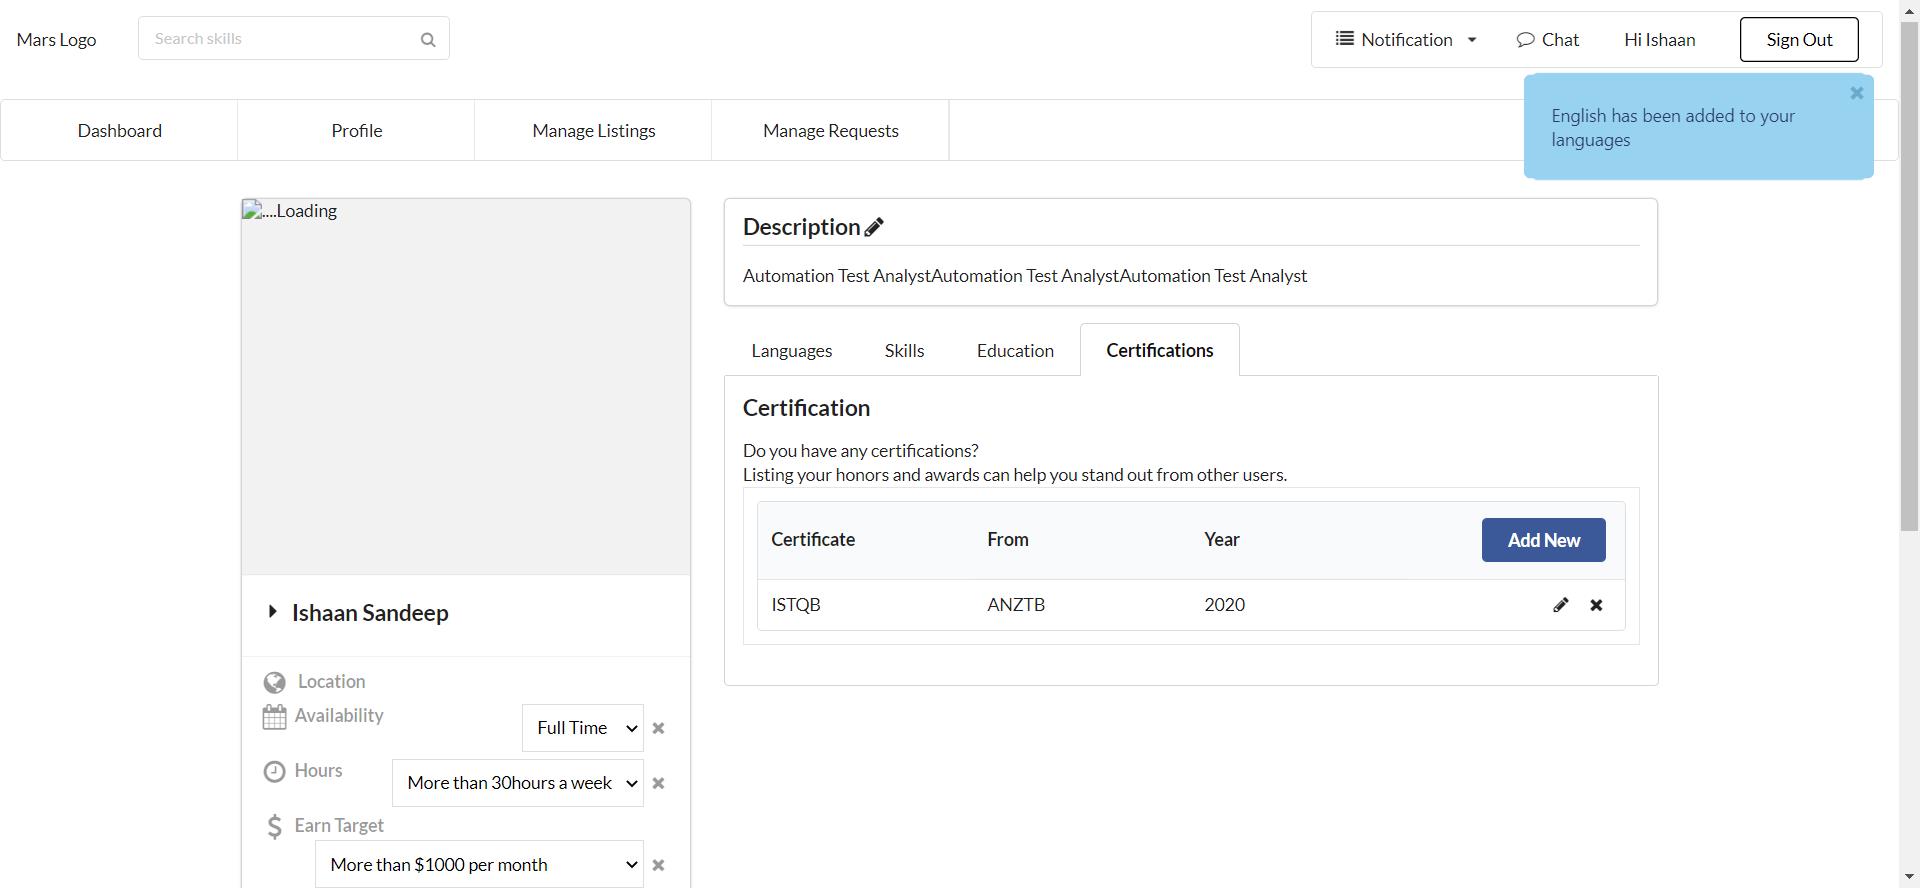 Mars Logo
Search skills
Notification
Chat
Hi Ishaan
Sign Out
English has been added to your
languages
Dashboard
Profile
Manage Listings
Manage Requests
....Loading
Ishaan Sandeep
Location
Availability
Full Time
Hours
More than 30hours a week
Earn Target
More than $1000 per month
Description
Automation Test AnalystAutomation Test AnalystAutomation Test Analyst
Languages
Skills
Education
Certifications
Certification
Do you have any certifications?
Listing your honors and awards can help you stand out from other users.
Certificate From Year Add New
ISTQB ANZTB 2020